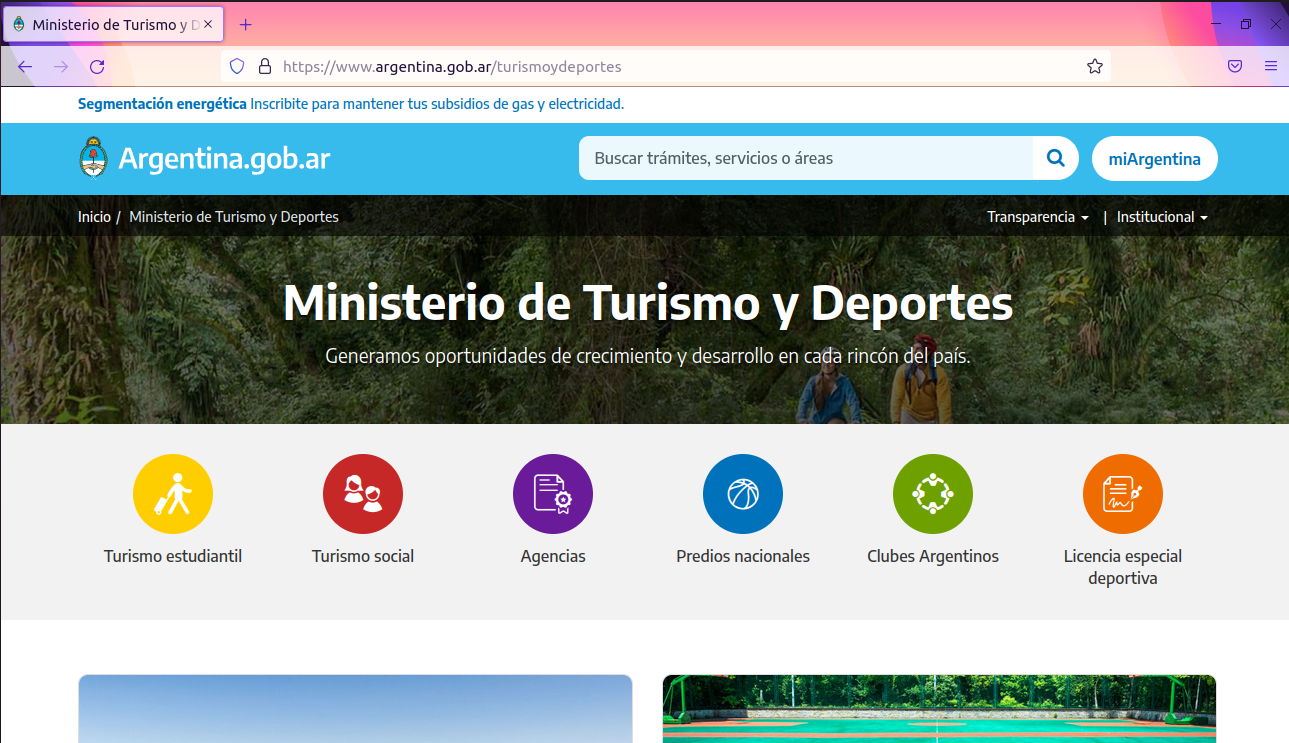 Ministerio de Turismo y D
https://www.argentina.gob.ar/turismoydeportes
Segmentación energética Inscribite para mantener tus subsidios de gas y electricidad.
Argentina.gob.ar
Buscar trámites, servicios o áreas
miArgentina
Inicio / Ministerio de Turismo y Deportes
Transparencia | Institucional
Ministerio de Turismo y Deportes
Generamos oportunidades de crecimiento y desarrollo en cada rincón del país.
Turismo estudiantil
Turismo social
Agencias
Predios nacionales
Clubes Argentinos
Licencia especial
deportiva